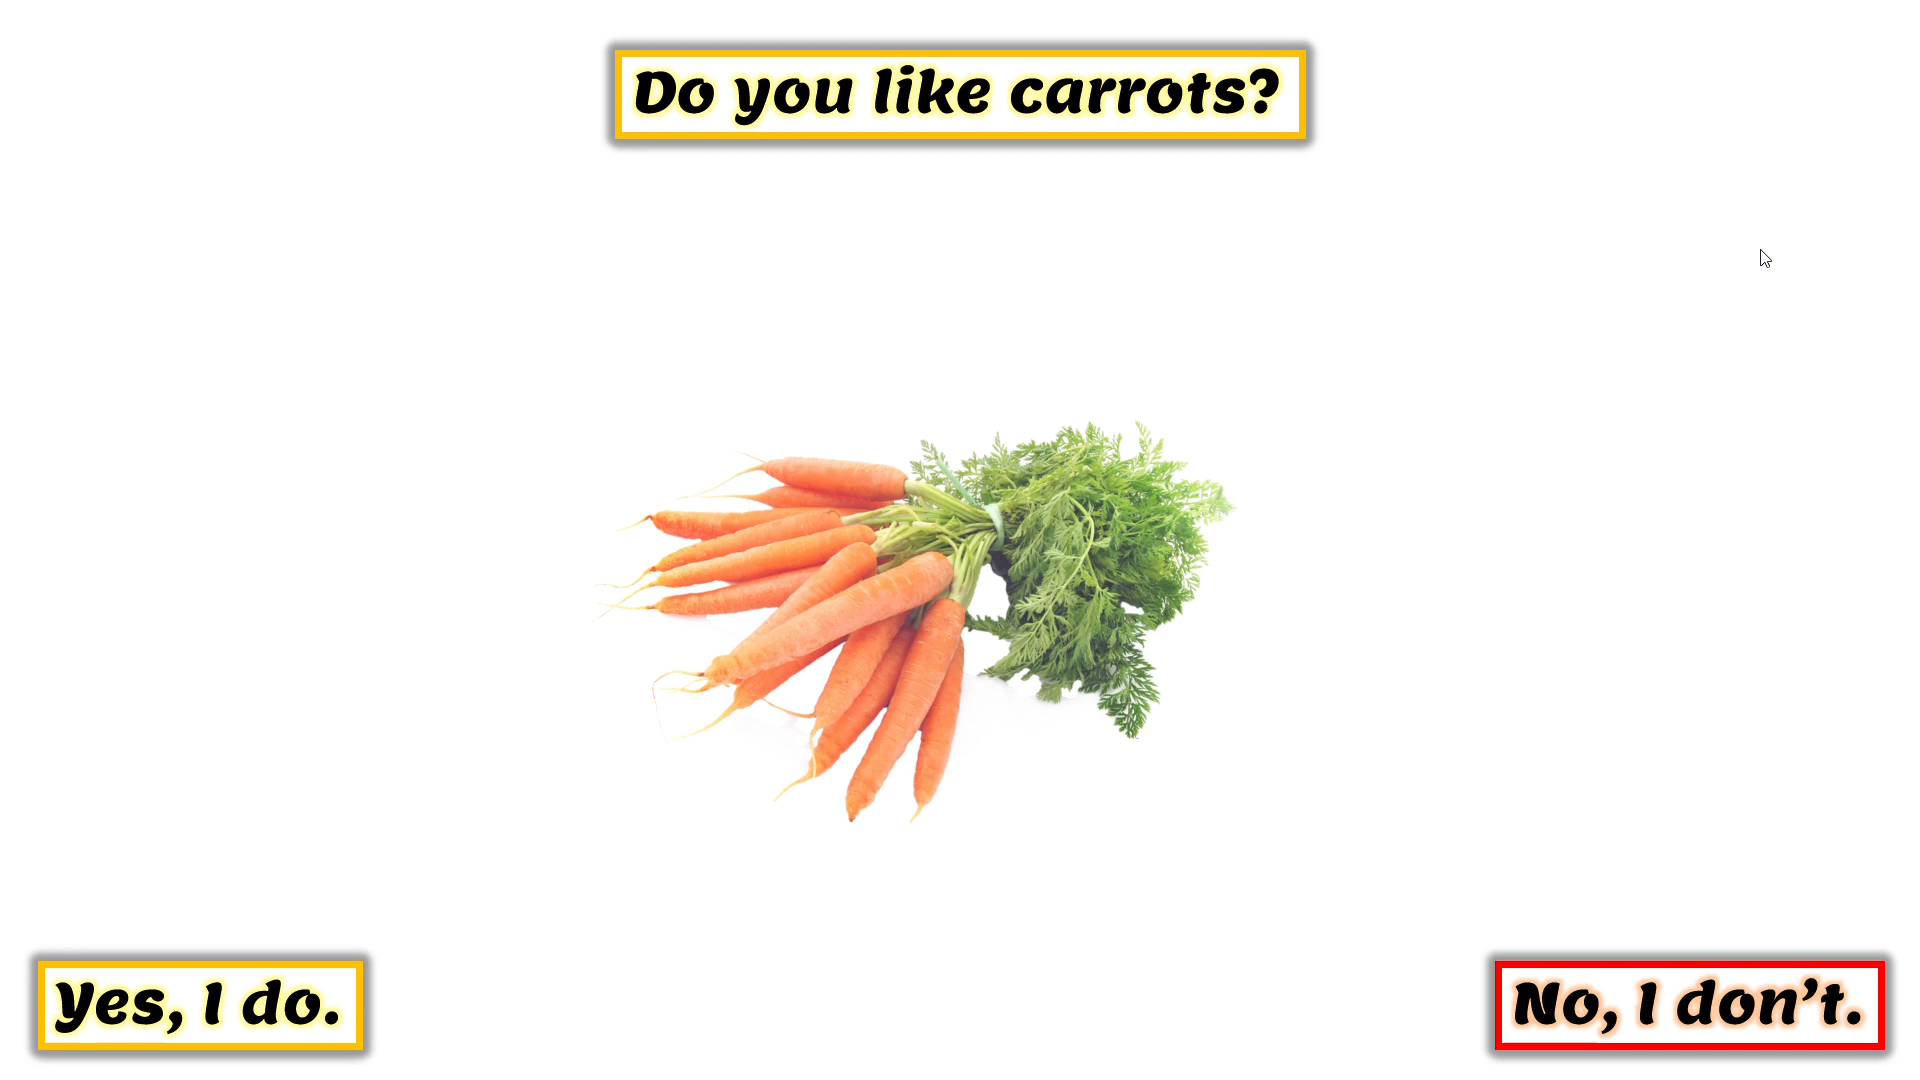 Do you like carrots?
Yes, I do.
No, I don't.